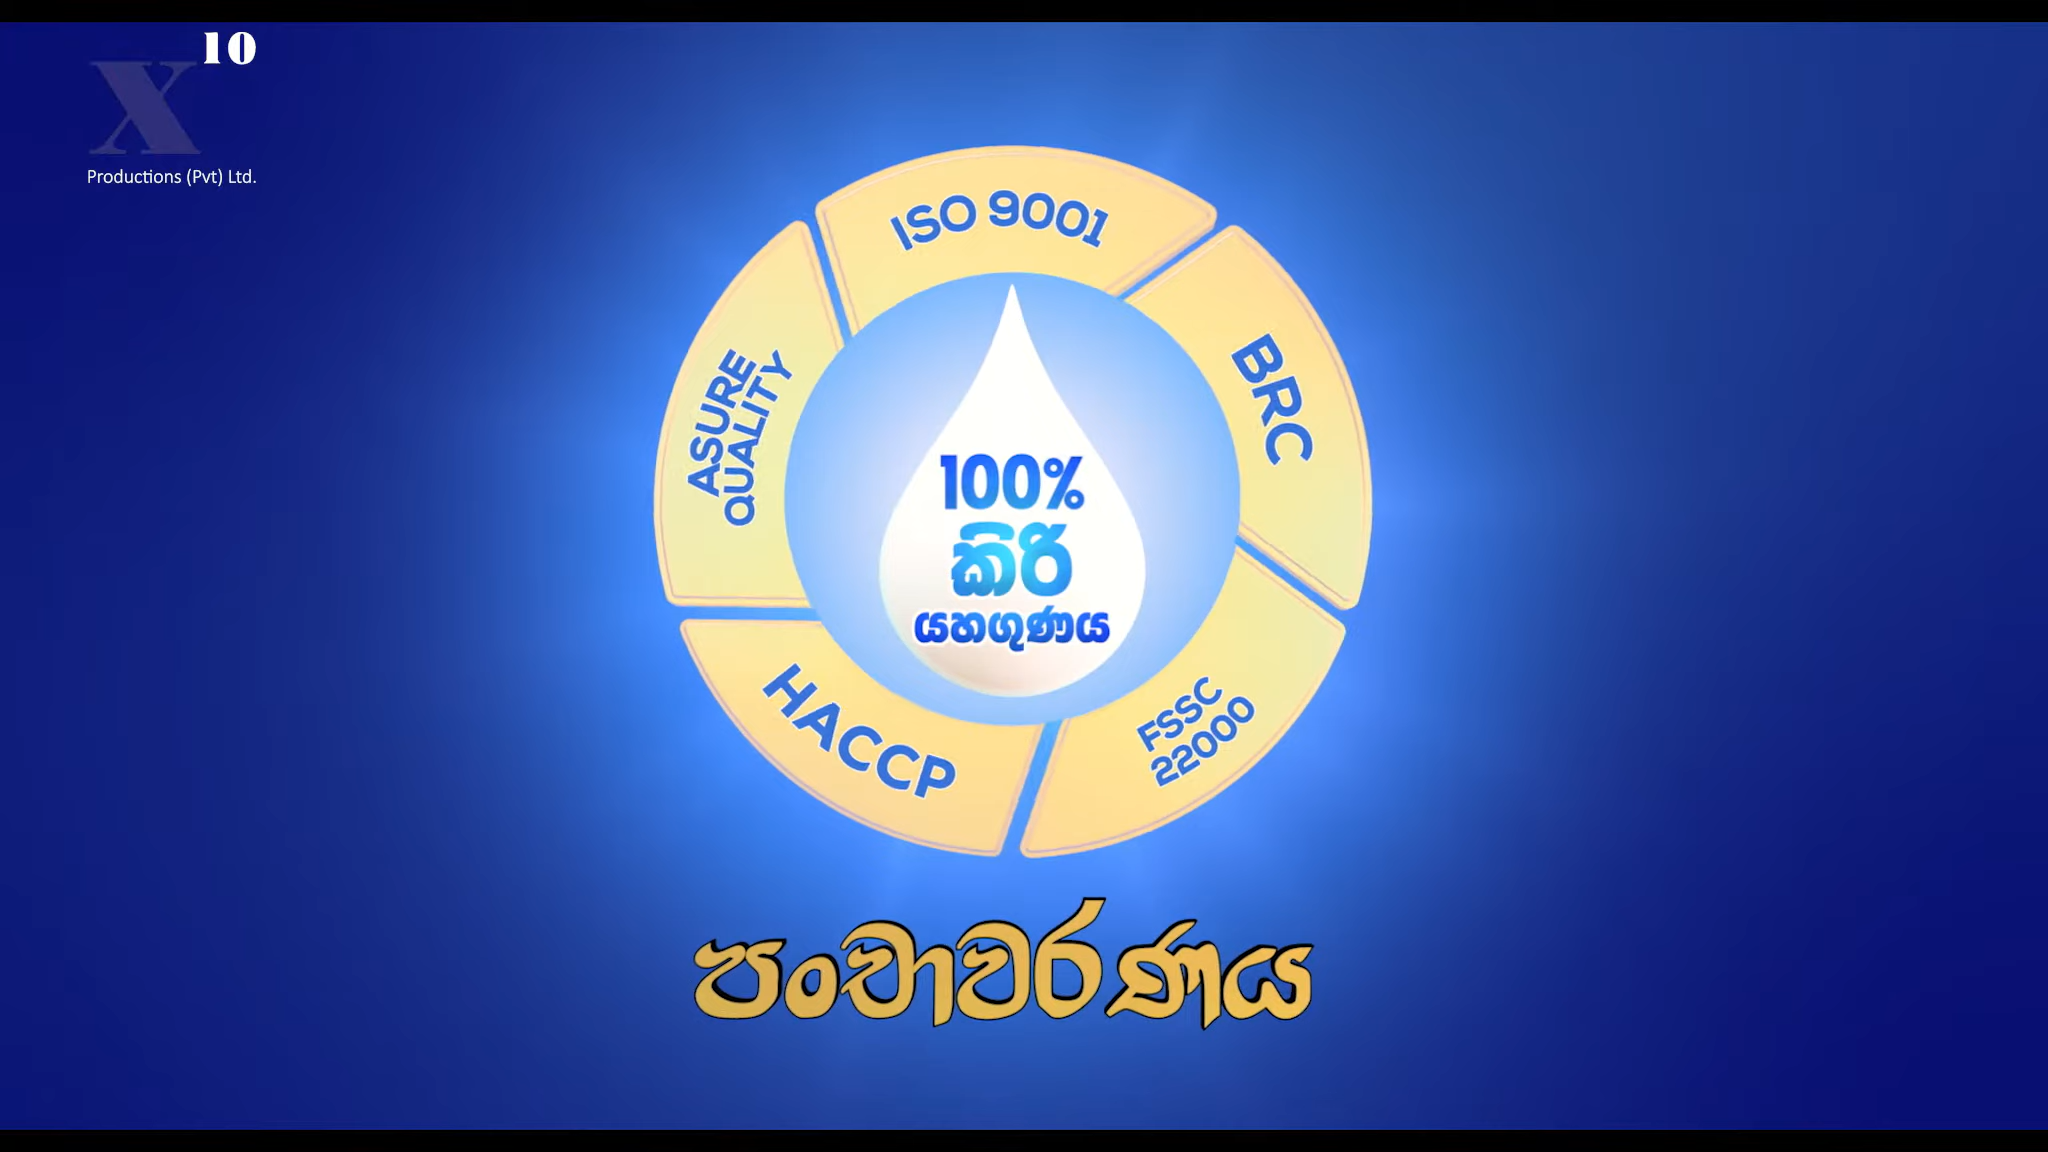 X
10
Productions (Pvt) Ltd.
ISO 9001
BRC
FSSC
22000
HACCP
ASURE
QUALITY
100%
කිරි
යහගුණය
පංචාවරණය